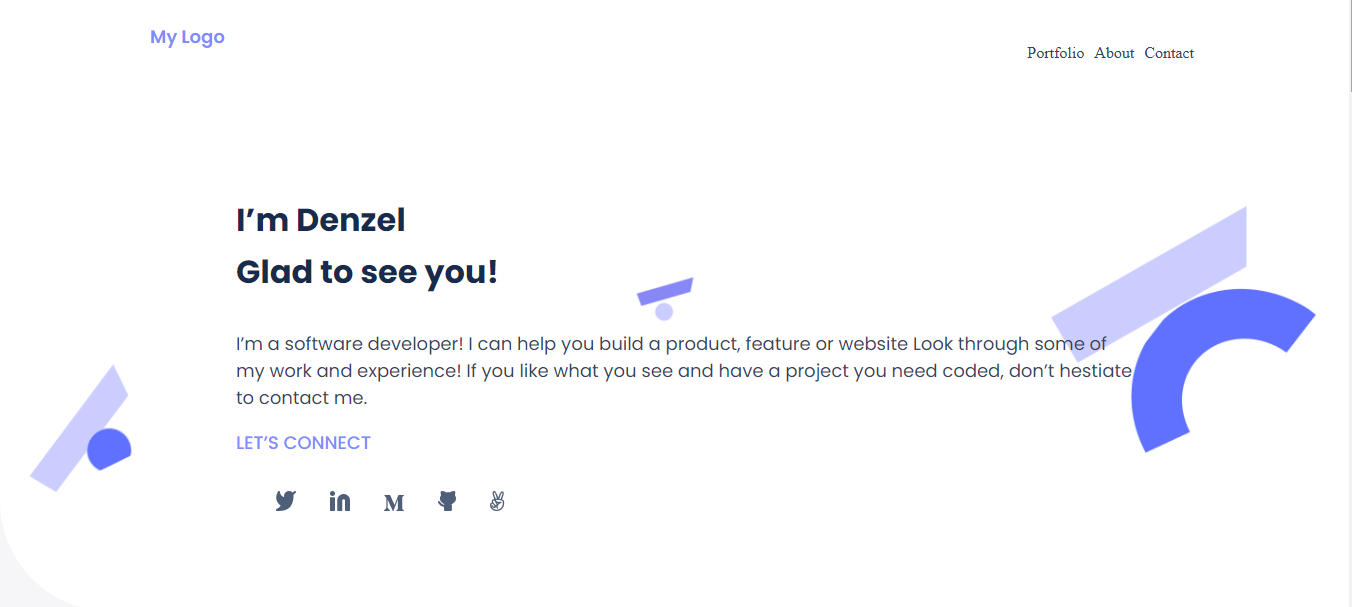 My Logo
Portfolio About Contact
I’m Denzel
Glad to see you!
I’m a software developer! I can help you build a product, feature or website Look through some of
my work and experience! If you like what you see and have a project you need coded, don’t hestiate
to contact me.
LET’S CONNECT